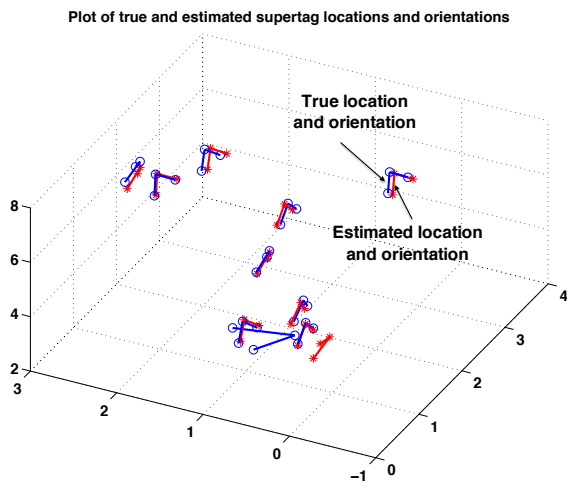 Plot of true and estimated supertag locations and orientations
True location
and orientation
Estimated location
and orientation
8
6
4
2
3
2
1
0
−1
0
1
2
3
4